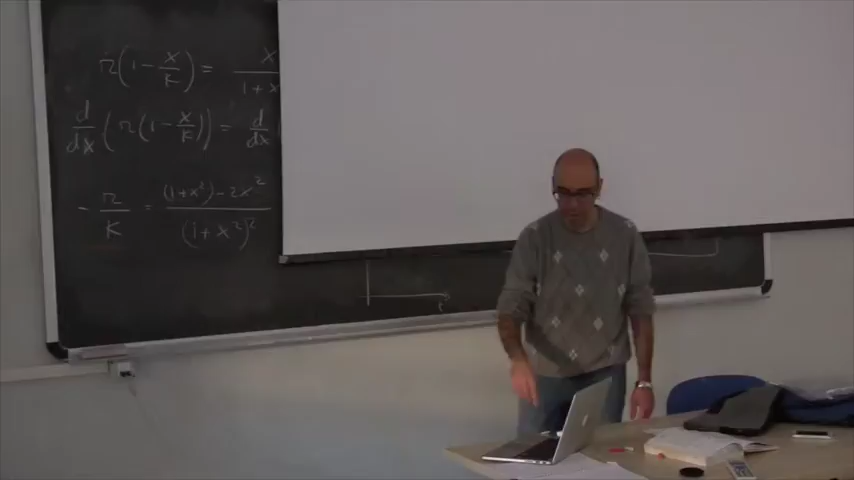 r(1-x/K) = x/1+x
d/dx(r(1-x/K)) = d/dx
-r/K = (1+x²)-2x²/(1+x²)²
t